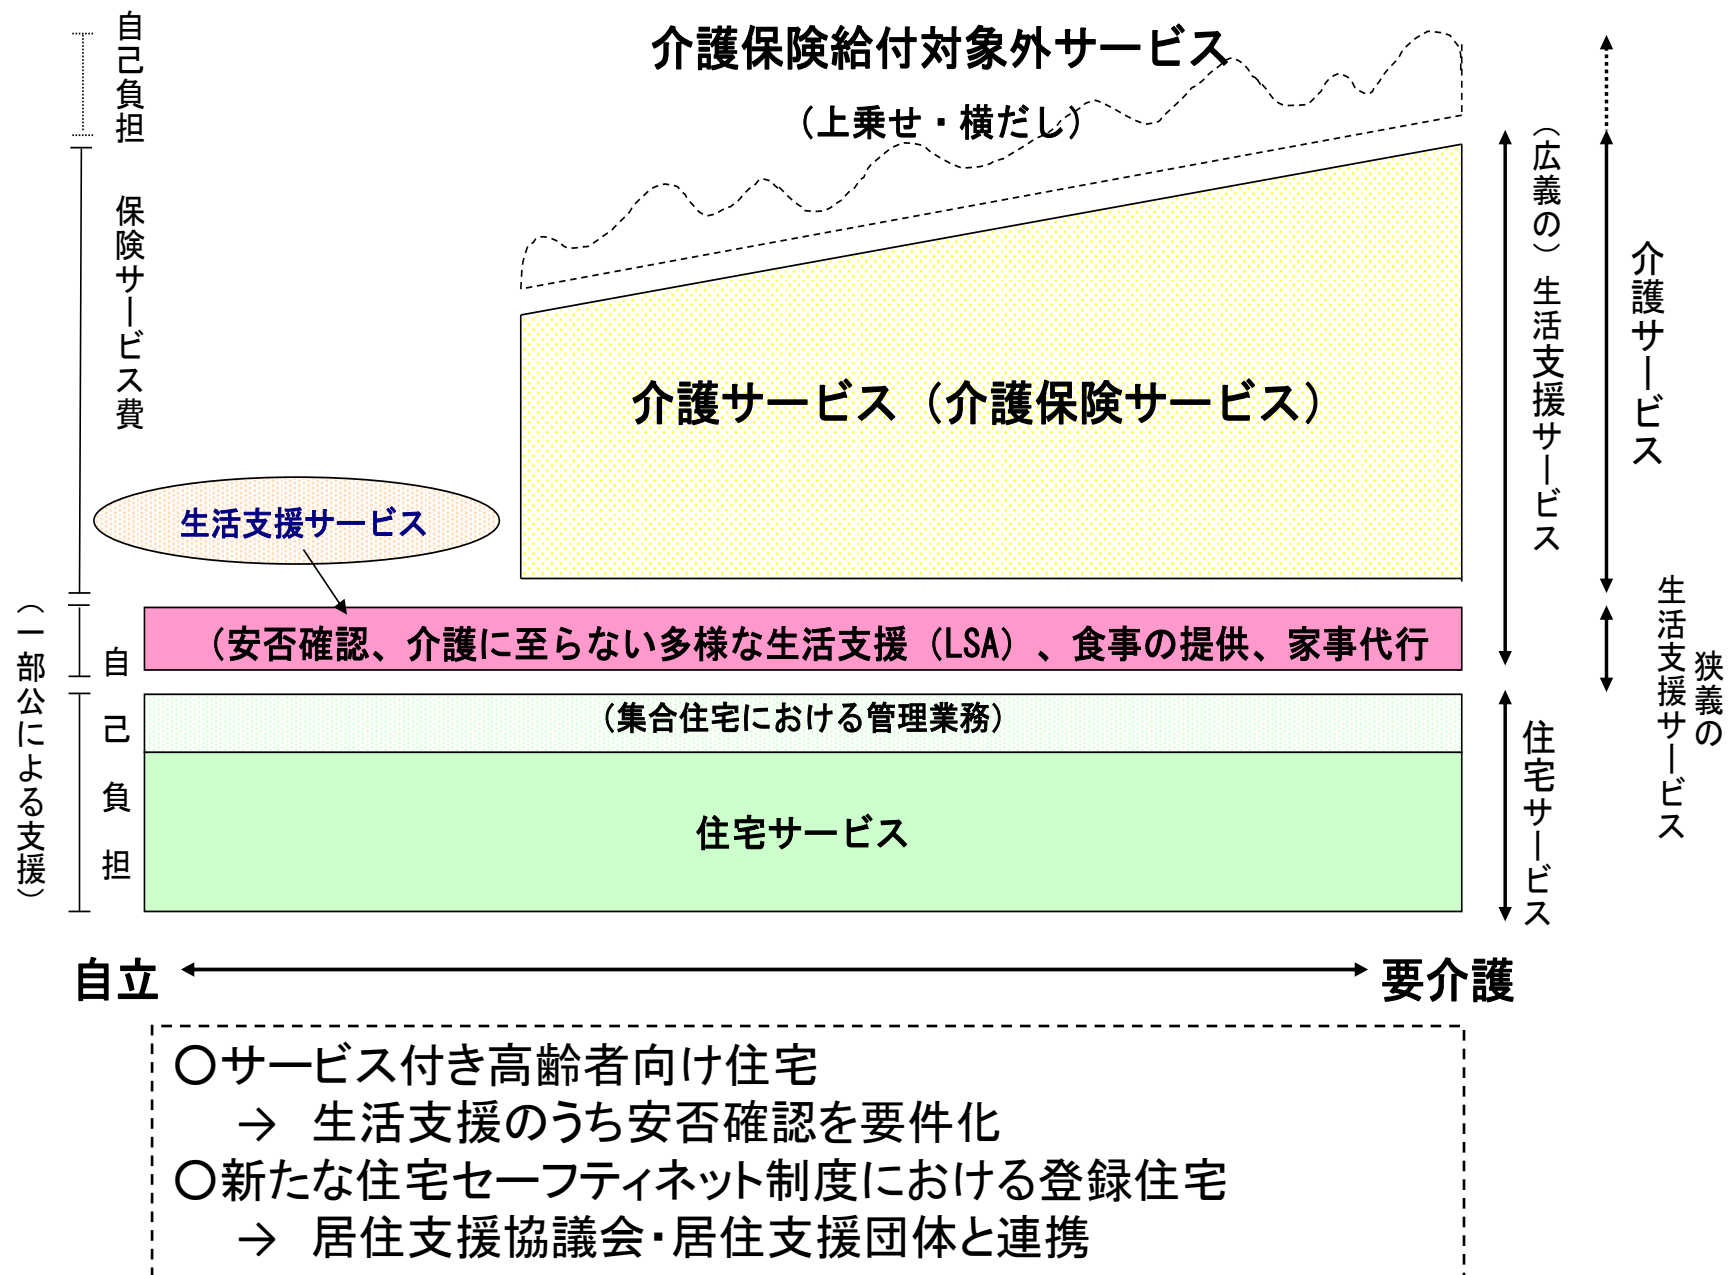 介護保険給付対象外サービス
（上乗せ・横だし）
自己負担
保険サービス費
（一部公による支援）
自己負担
介護サービス（介護保険サービス）
生活支援サービス
（安否確認、介護に至らない多様な生活支援（LSA）、食事の提供、家事代行
（集合住宅における管理業務）
住宅サービス
（広義の）生活支援サービス
介護サービス
狭義の
生活支援サービス
住宅サービス
自立
要介護
○サービス付き高齢者向け住宅
→　生活支援のうち安否確認を要件化
○新たな住宅セーフティネット制度における登録住宅
→　居住支援協議会・居住支援団体と連携